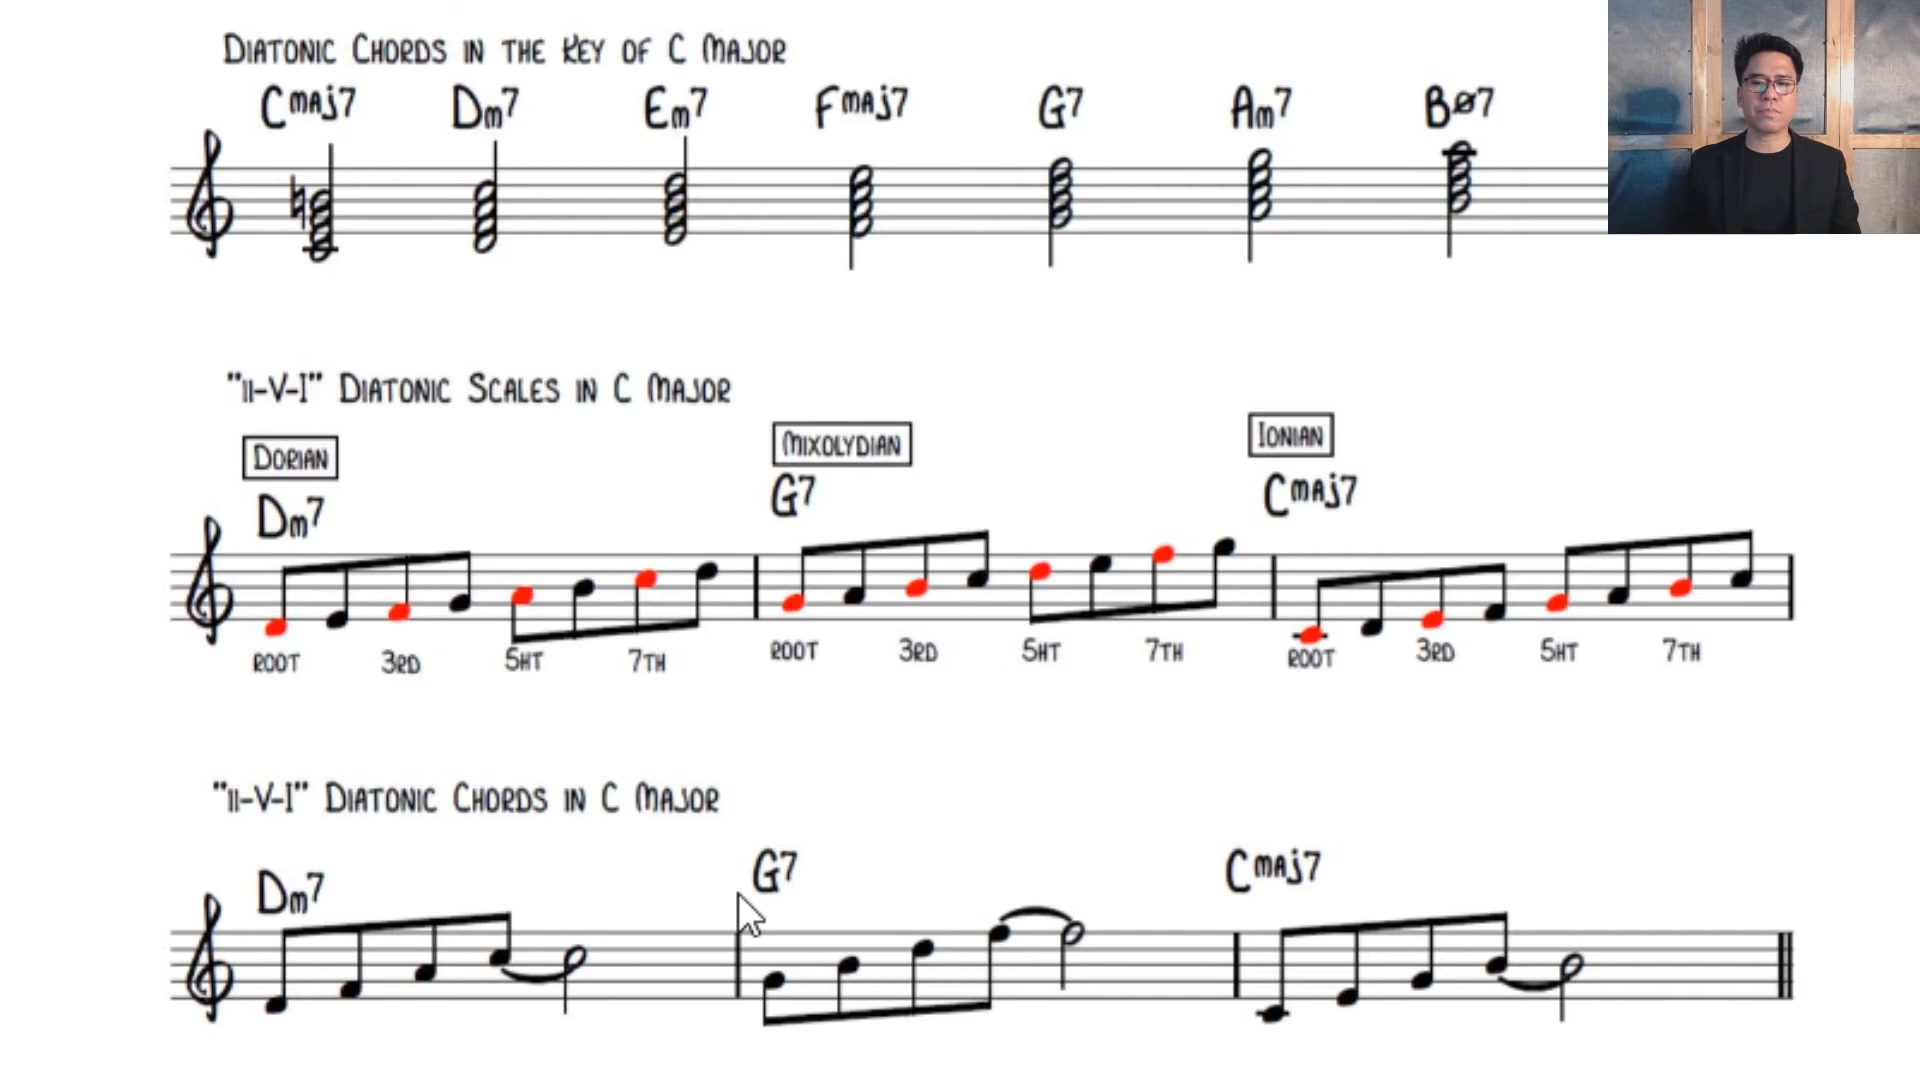 DIATONIC CHORDS IN THE KEY OF C MAJOR
Cmaj7 Dm7 Em7 Fmaj7 G7 Am7 Bø7
"II-V-I" DIATONIC SCALES IN C MAJOR
DORIAN MIXOLYDIAN IONIAN
Dm7 G7 Cmaj7
ROOT 3RD 5HT 7TH ROOT 3RD 5HT 7TH ROOT 3RD 5HT 7TH
"II-V-I" DIATONIC CHORDS IN C MAJOR
Dm7 G7 Cmaj7